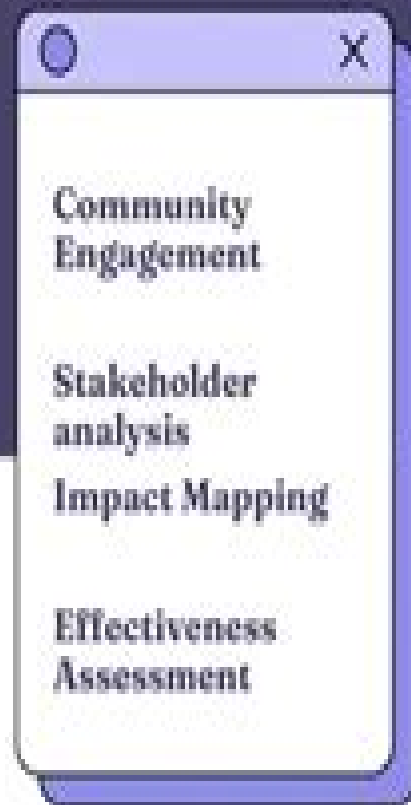 X
Community
Engagement
Stakeholder
analysis
Impact Mapping
Effectiveness
Assessment